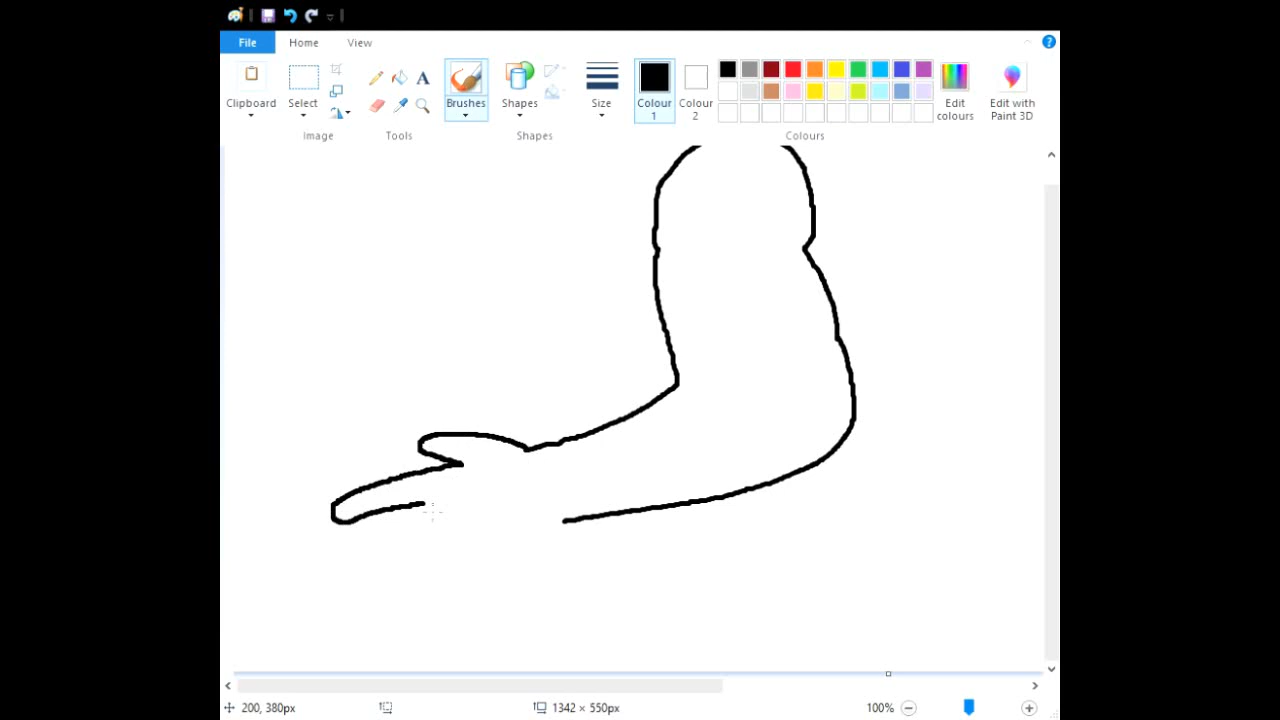 File Home View
Clipboard Select Brushes Shapes Size Colour 1 Colour 2 Edit colours Edit with Paint 3D
Image Tools Shapes Colours
200, 380px 1342 × 550px 100%